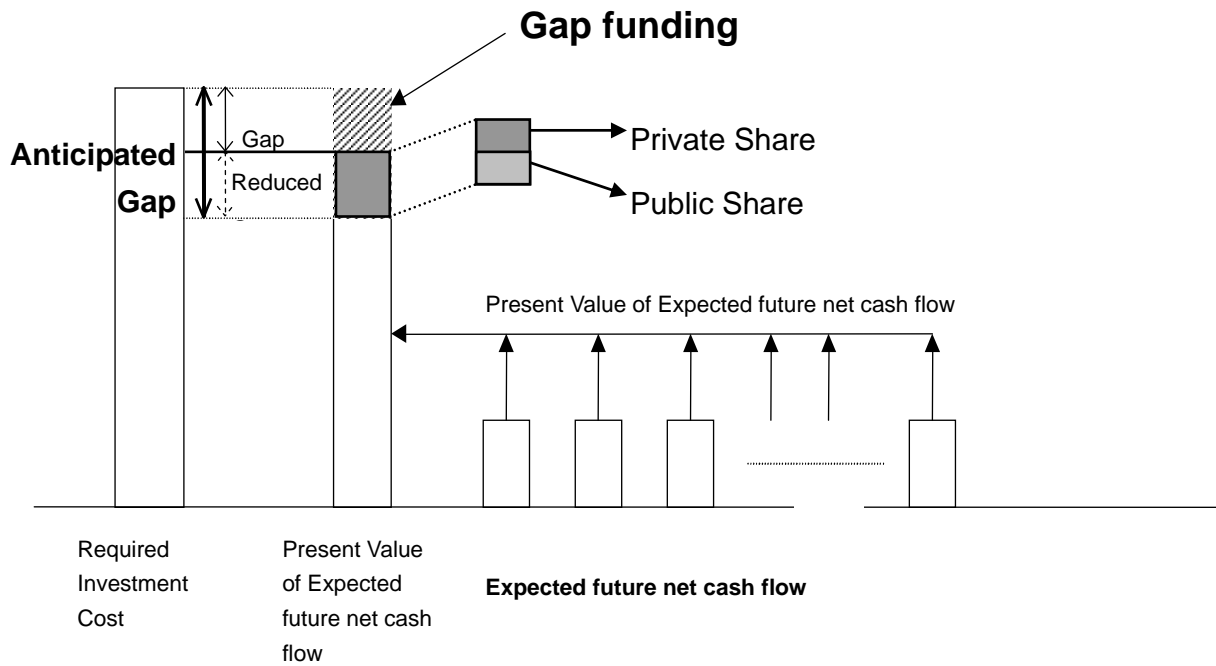 Gap funding
Gap
Anticipated
Gap
Reduced
Private Share
Public Share
Present Value of Expected future net cash flow
Required
Investment
Cost
Present Value
of Expected
future net cash
flow
Expected future net cash flow